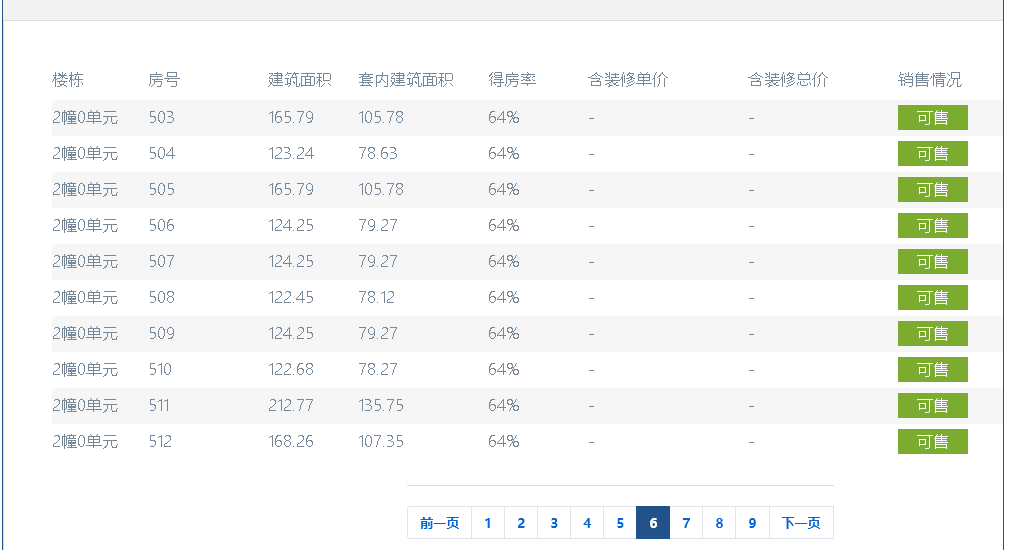 楼栋 房号 建筑面积 套内建筑面积 得房率 含装修单价 含装修总价 销售情况
2幢0单元 503 165.79 105.78 64% - - 可售
2幢0单元 504 123.24 78.63 64% - - 可售
2幢0单元 505 165.79 105.78 64% - - 可售
2幢0单元 506 124.25 79.27 64% - - 可售
2幢0单元 507 124.25 79.27 64% - - 可售
2幢0单元 508 122.45 78.12 64% - - 可售
2幢0单元 509 124.25 79.27 64% - - 可售
2幢0单元 510 122.68 78.27 64% - - 可售
2幢0单元 511 212.77 135.75 64% - - 可售
2幢0单元 512 168.26 107.35 64% - - 可售
前一页 1 2 3 4 5 6 7 8 9 下一页